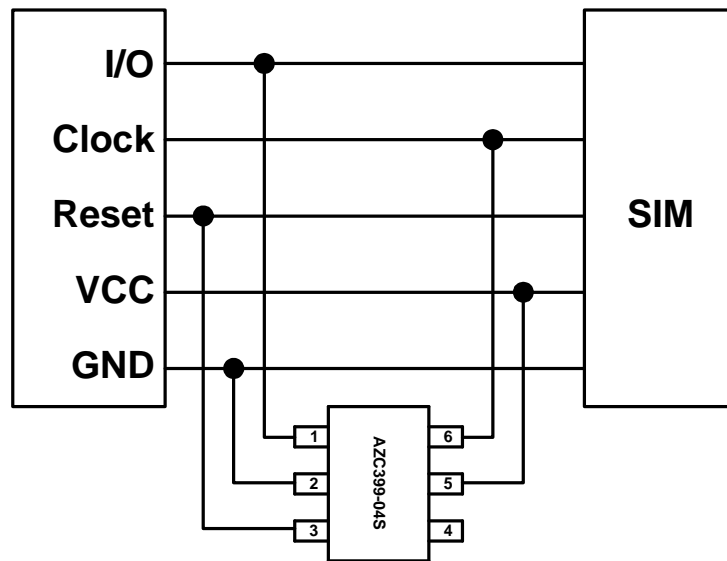 I/O
Clock
Reset
VCC
GND
SIM
1
2
3
AZC399-04S
6
5
4